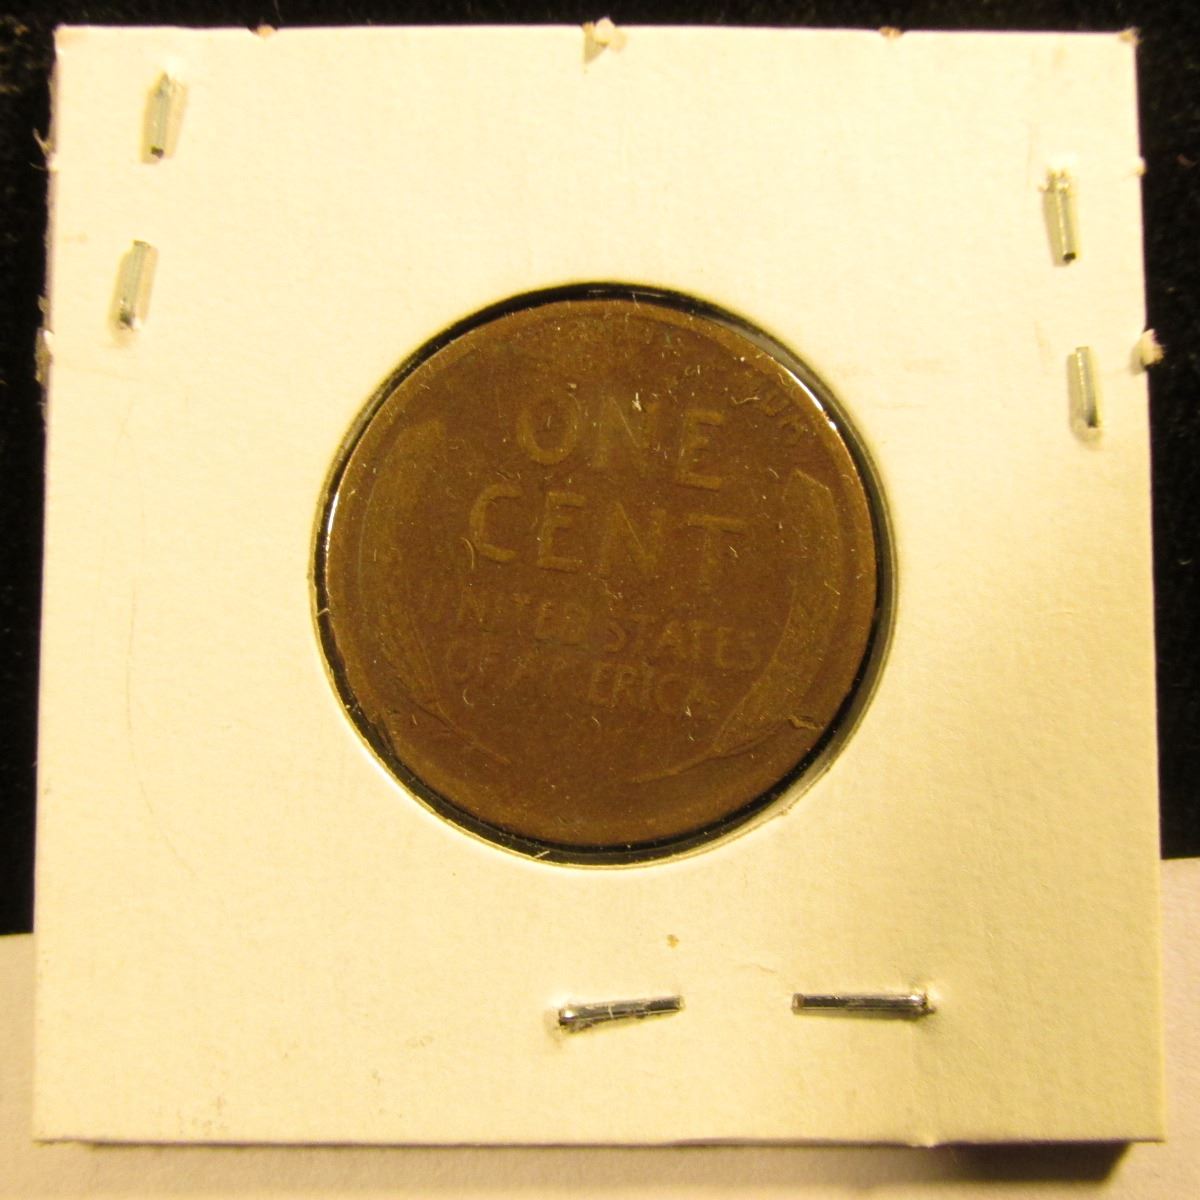 ONE
CENT
UNITED STATES
OF AMERICA